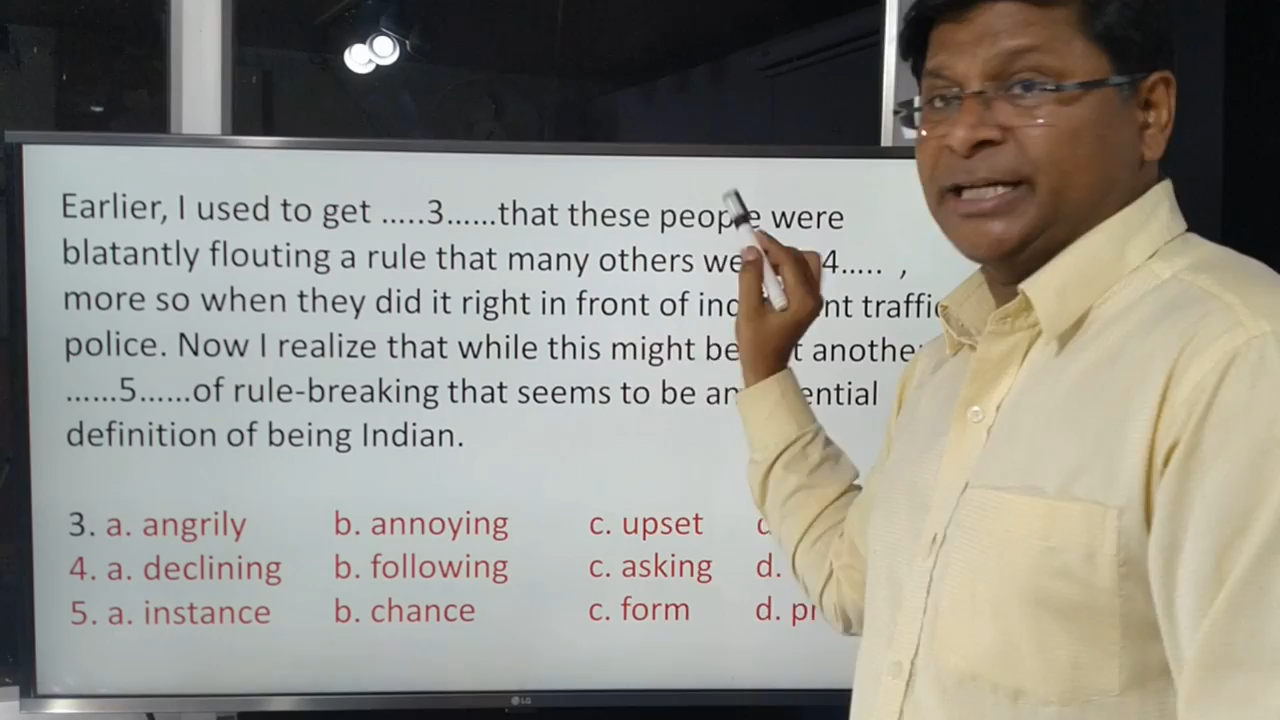 Earlier, I used to get .....3......that these people were
blatantly flouting a rule that many others 4..... ,
more so when they did it right in front of traffic
police. Now I realize that while this might be another
......5......of rule-breaking that seems to be
definition of being Indian.
3. a. angrily b. annoying c. upset
4. a. declining b. following c. asking d.
5. a. instance b. chance c. form d.
LG